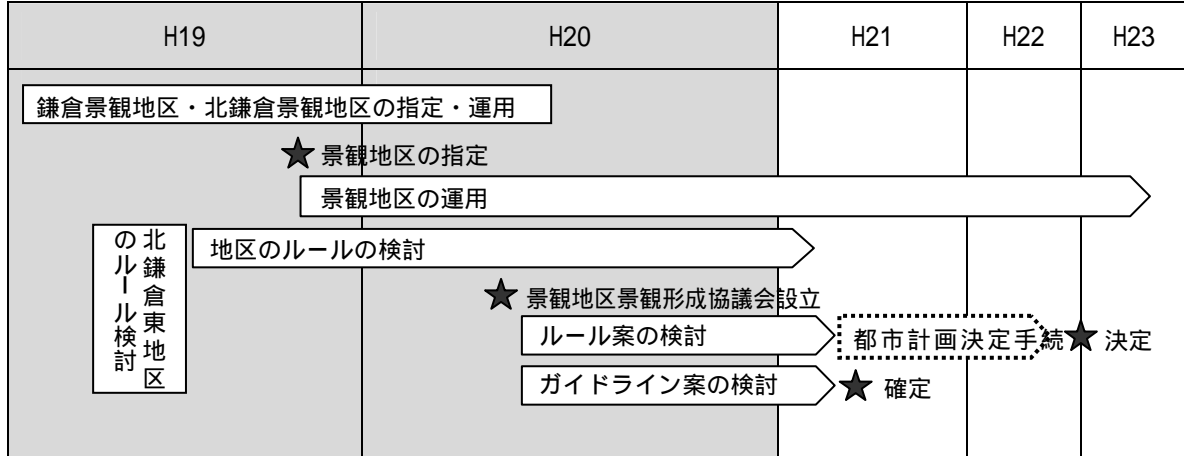 H19 H20 H21 H22 H23
鎌倉景観地区・北鎌倉景観地区の指定・運用
★ 景観地区の指定
景観地区の運用
北鎌倉東地区
のルール検討
地区のルールの検討
★ 景観地区景観形成協議会設立
ルール案の検討
都市計画決定手続
★ 決定
ガイドライン案の検討
★ 確定